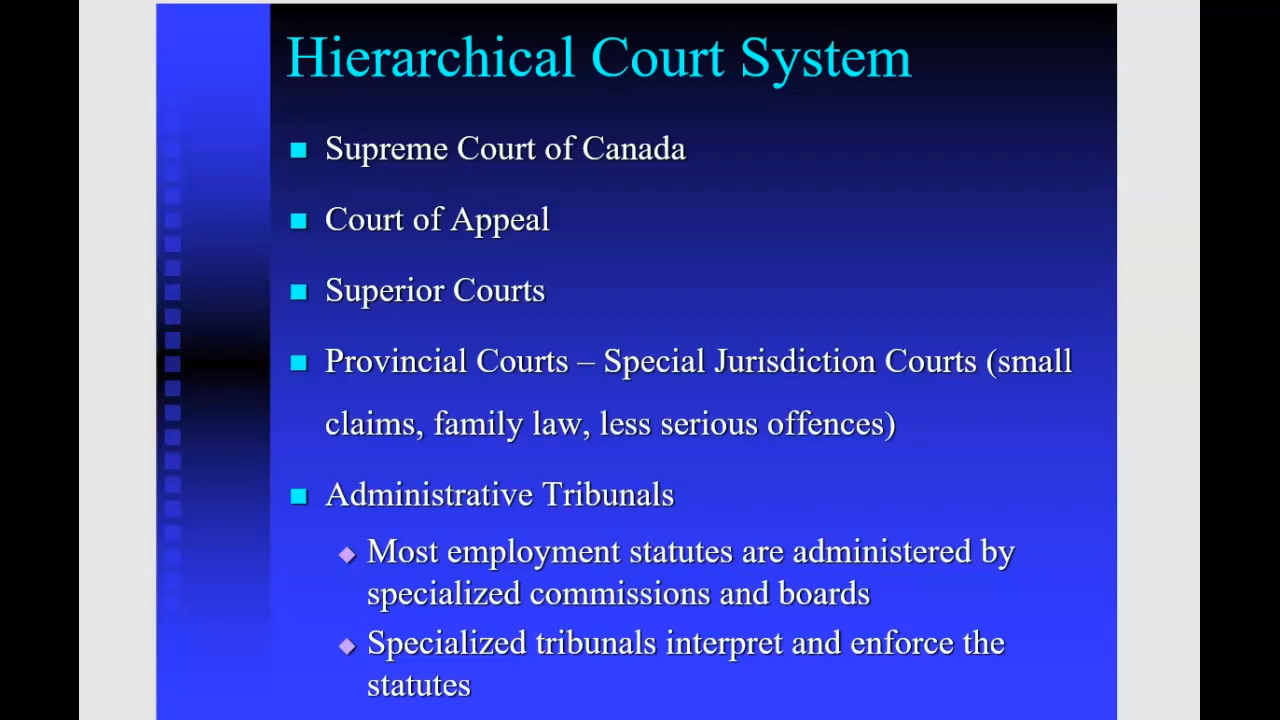 Hierarchical Court System
Supreme Court of Canada
Court of Appeal
Superior Courts
Provincial Courts – Special Jurisdiction Courts (small
claims, family law, less serious offences)
Administrative Tribunals
Most employment statutes are administered by
specialized commissions and boards
Specialized tribunals interpret and enforce the
statutes